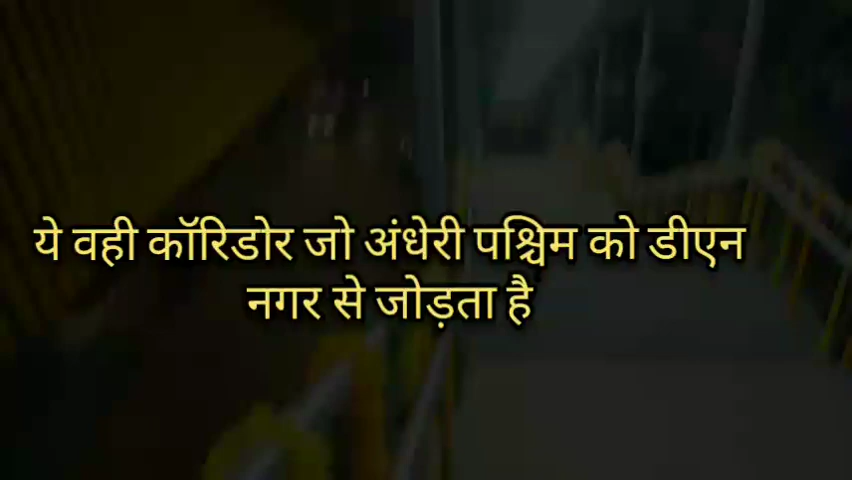 ये वही कॉरिडोर जो अंधेरी पश्चिम को डीएन
नगर से जोड़ता है